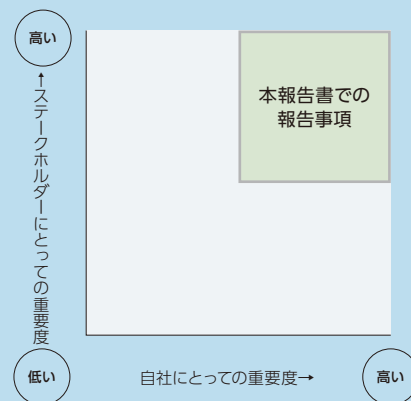 高い
↑ステークホルダーにとっての重要度
本報告書での
報告事項
低い
自社にとっての重要度→
高い